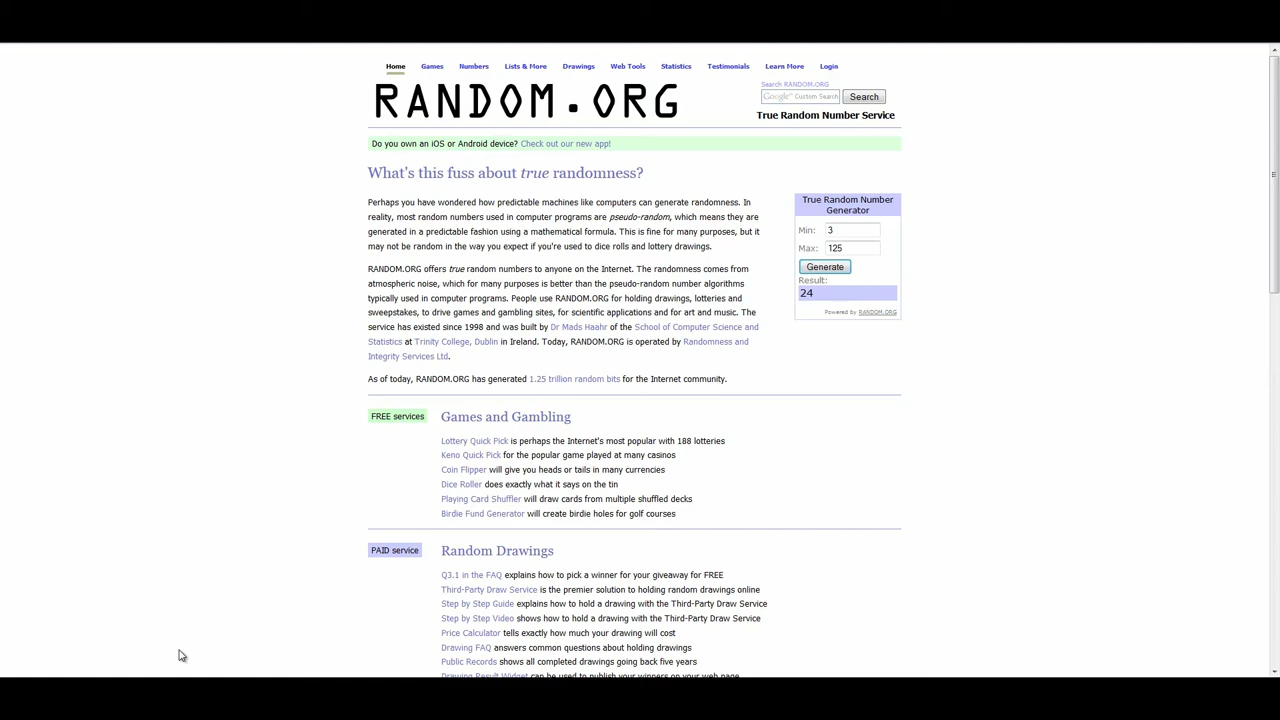 Home Games Numbers Lists & More Drawings Web Tools Statistics Testimonials Learn More Login
RANDOM.ORG
Search RANDOM.ORG
Google™ Custom Search Search
True Random Number Service
Do you own an iOS or Android device? Check out our new app!
What's this fuss about true randomness?
Perhaps you have wondered how predictable machines like computers can generate randomness. In
reality, most random numbers used in computer programs are pseudo-random, which means they are
generated in a predictable fashion using a mathematical formula. This is fine for many purposes, but it
may not be random in the way you expect if you're used to dice rolls and lottery drawings.
RANDOM.ORG offers true random numbers to anyone on the Internet. The randomness comes from
atmospheric noise, which for many purposes is better than the pseudo-random number algorithms
typically used in computer programs. People use RANDOM.ORG for holding drawings, lotteries and
sweepstakes, to drive games and gambling sites, for scientific applications and for art and music. The
service has existed since 1998 and was built by Dr Mads Haahr of the School of Computer Science and
Statistics at Trinity College, Dublin in Ireland. Today, RANDOM.ORG is operated by Randomness and
Integrity Services Ltd.
As of today, RANDOM.ORG has generated 1.25 trillion random bits for the Internet community.
True Random Number
Generator
Min: 3
Max: 125
Generate
Result:
24
Powered by RANDOM.ORG
FREE services
Games and Gambling
Lottery Quick Pick is perhaps the Internet's most popular with 188 lotteries
Keno Quick Pick for the popular game played at many casinos
Coin Flipper will give you heads or tails in many currencies
Dice Roller does exactly what it says on the tin
Playing Card Shuffler will draw cards from multiple shuffled decks
Birdie Fund Generator will create birdie holes for golf courses
PAID service
Random Drawings
Q3.1 in the FAQ explains how to pick a winner for your giveaway for FREE
Third-Party Draw Service is the premier solution to holding random drawings online
Step by Step Guide explains how to hold a drawing with the Third-Party Draw Service
Step by Step Video shows how to hold a drawing with the Third-Party Draw Service
Price Calculator tells exactly how much your drawing will cost
Drawing FAQ answers common questions about holding drawings
Public Records shows all completed drawings going back five years
Drawing Result Widget can be used to publish your winners on your web page